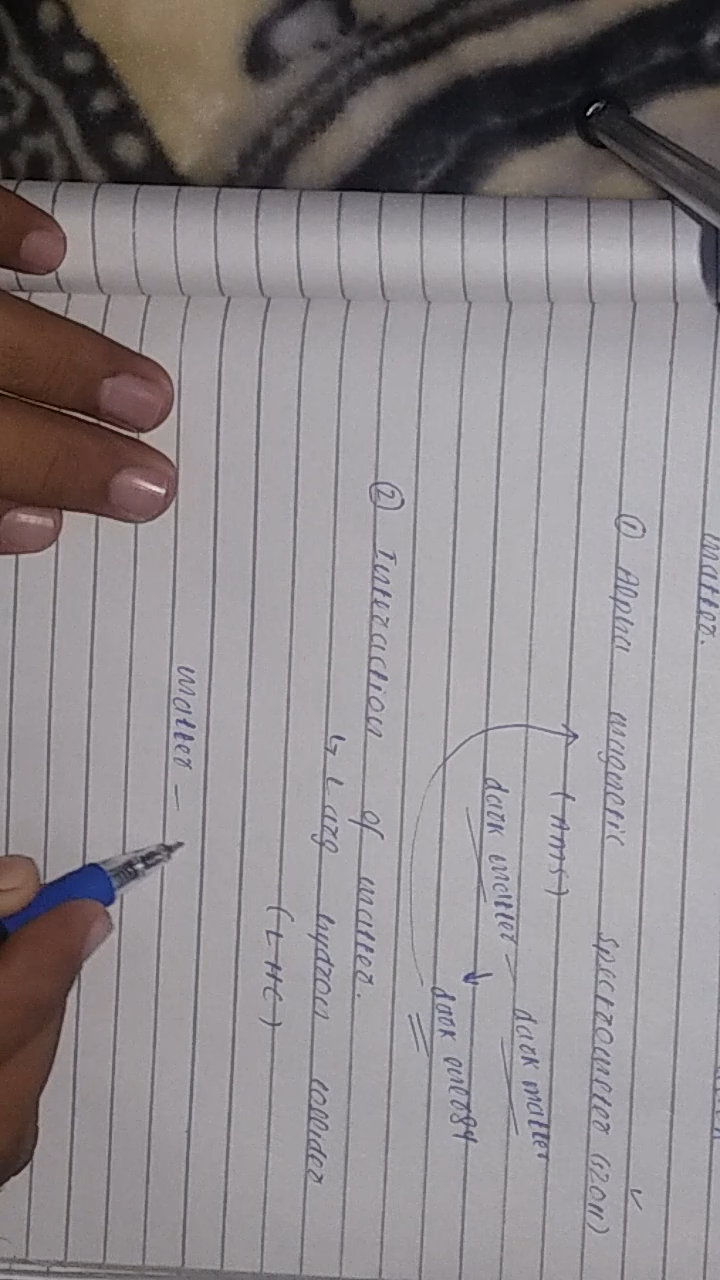 matter.
① Alpha magnetic spectrometer (2011)
(AMS)
dark matter – dark matter
dark energy
② Interaction of matter.
↳ Larg hydron collider
(LHC)
Matter –